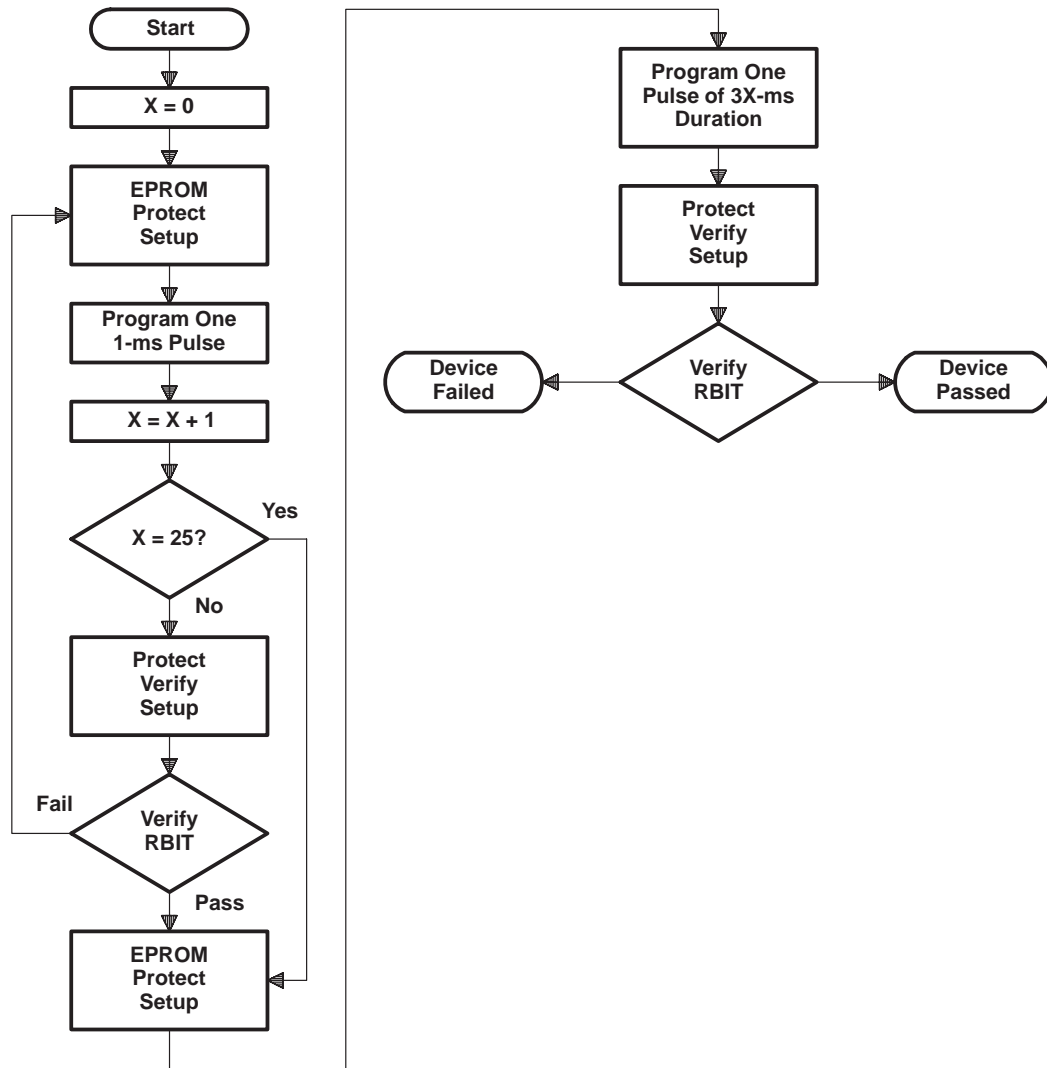 Start
X = 0
EPROM
Protect
Setup
Program One
1-ms Pulse
X = X + 1
X = 25?
Yes
No
Protect
Verify
Setup
Fail
Verify
RBIT
Pass
EPROM
Protect
Setup
Program One
Pulse of 3X-ms
Duration
Protect
Verify
Setup
Verify
RBIT
Device
Failed
Device
Passed